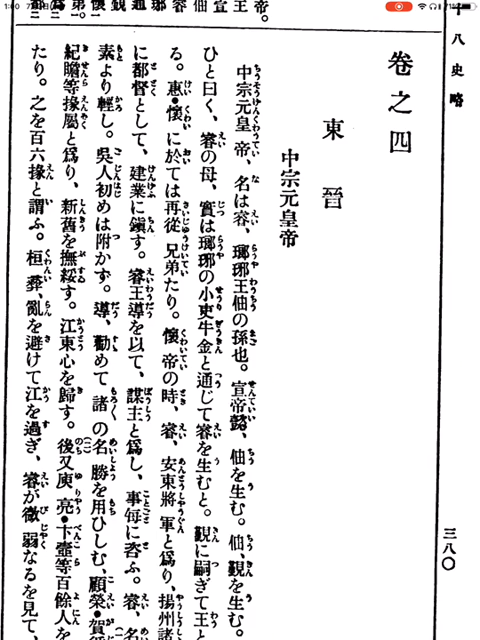 十八史略
三八〇
卷之四
東晉
中宗元皇帝
中宗元皇帝、名は睿、瑯琊王伷の孫也。宣帝懿、伷を生む。伷、覲を生む。
ひと曰く、睿の母、實は瑯琊の小吏牛金と通じて睿を生むと。覲に嗣ぎて王と
る。惠・懷に於ては再從兄弟たり。懷帝の時、睿、安東將軍と爲り、揚州諸
に都督として、建業に鎭す。睿王導を以て、謀主と爲し、事每に咨ふ。睿、名
素より輕し。吳人初めは附かず。導、勸めて諸の名勝を用ひしむ、顧榮・賀
紀瞻等掾屬と爲り、新舊を撫綏す。江東心を歸す。後又庾亮・卞壼等百餘人を
たり。之を百六掾と謂ふ。桓彝、亂を避けて江を過ぎ、睿が微弱なるを見て、